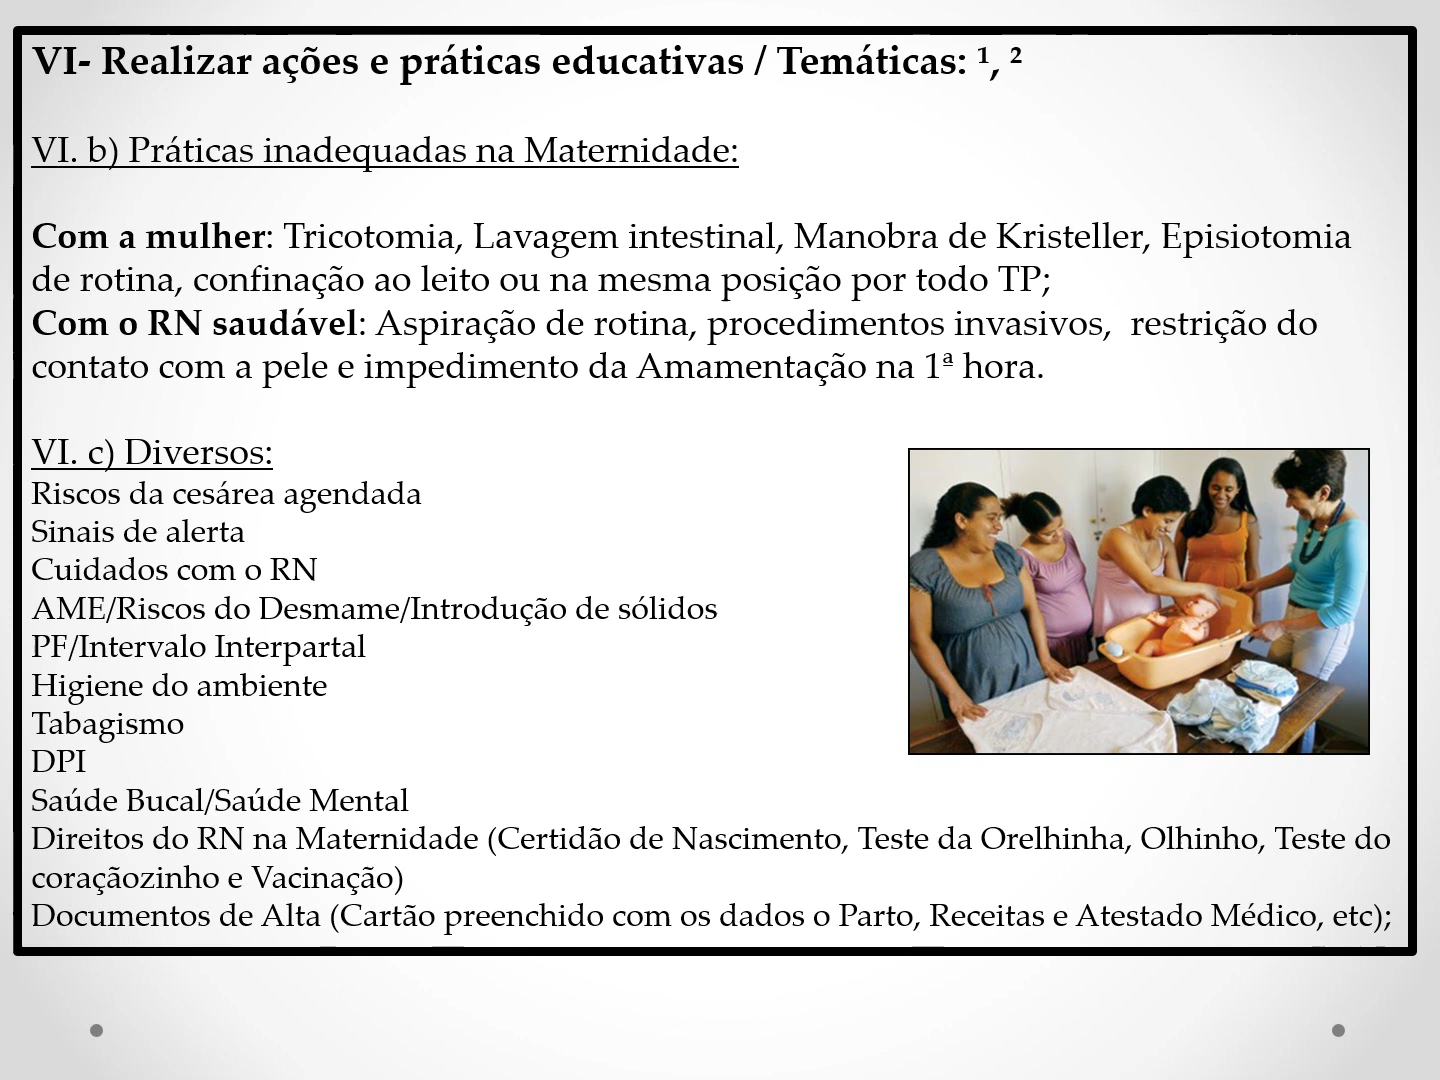 VI- Realizar ações e práticas educativas / Temáticas: ¹, ²
VI. b) Práticas inadequadas na Maternidade:
Com a mulher: Tricotomia, Lavagem intestinal, Manobra de Kristeller, Episiotomia
de rotina, confinação ao leito ou na mesma posição por todo TP;
Com o RN saudável: Aspiração de rotina, procedimentos invasivos,  restrição do
contato com a pele e impedimento da Amamentação na 1ª hora.
VI. c) Diversos:
Riscos da cesárea agendada
Sinais de alerta
Cuidados com o RN
AME/Riscos do Desmame/Introdução de sólidos
PF/Intervalo Interpartal
Higiene do ambiente
Tabagismo
DPI
Saúde Bucal/Saúde Mental
Direitos do RN na Maternidade (Certidão de Nascimento, Teste da Orelhinha, Olhinho, Teste do
coraçãozinho e Vacinação)
Documentos de Alta (Cartão preenchido com os dados o Parto, Receitas e Atestado Médico, etc);